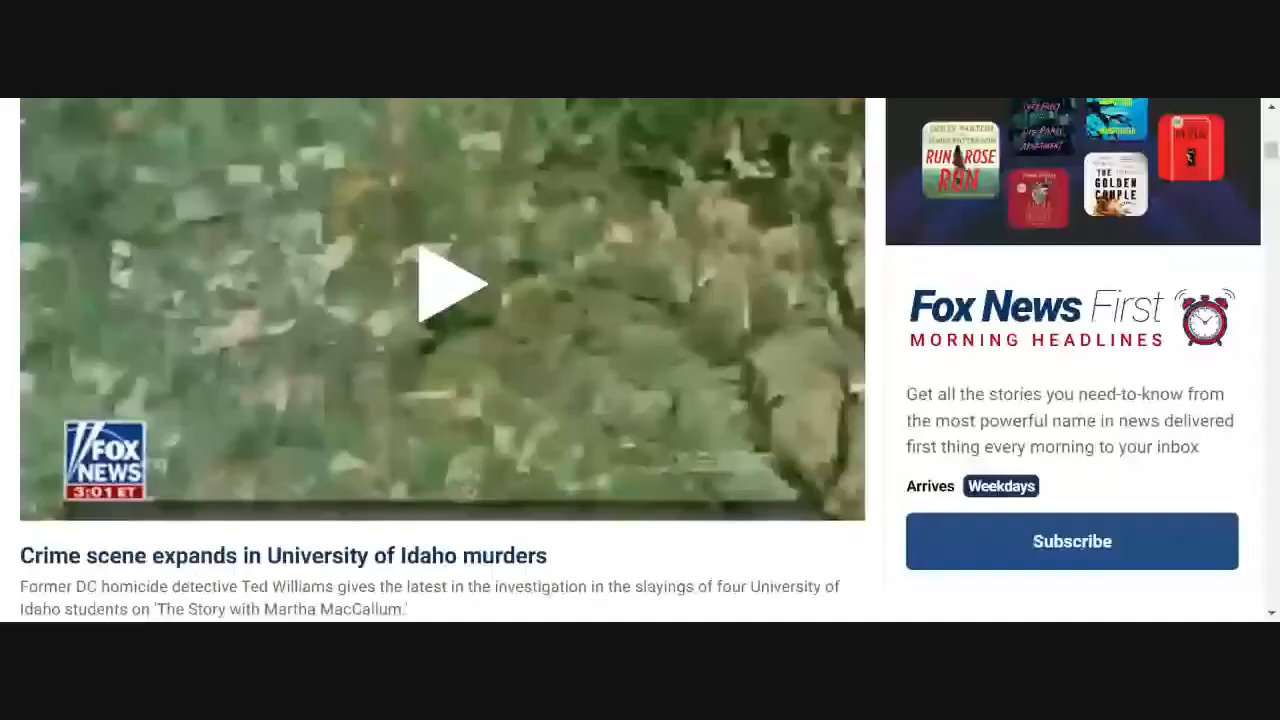 RUN ROSE
RUN
THE
GOLDEN
COUPLE
FOX
NEWS
3:01 ET
Fox News First
MORNING HEADLINES
Get all the stories you need-to-know from
the most powerful name in news delivered
first thing every morning to your inbox
Arrives Weekdays
Subscribe
Crime scene expands in University of Idaho murders
Former DC homicide detective Ted Williams gives the latest in the investigation in the slayings of four University of
Idaho students on 'The Story with Martha MacCallum.'